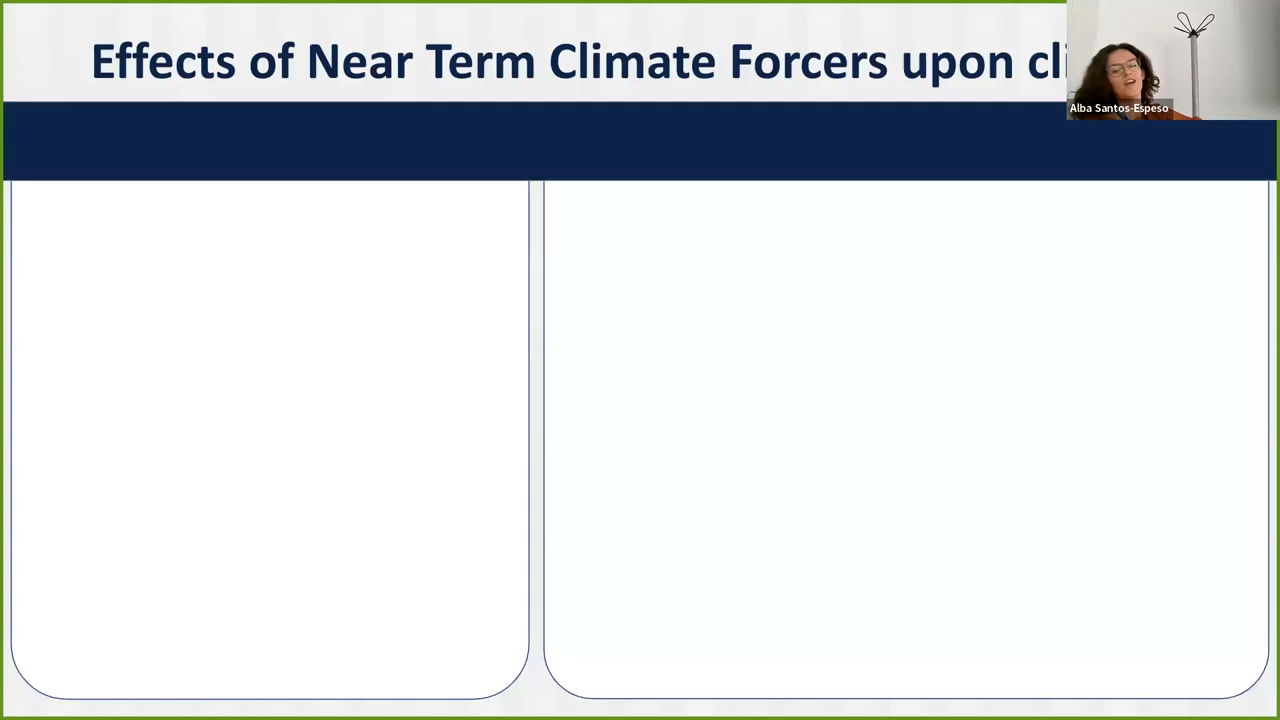 Effects of Near Term Climate Forcers upon cli
Alba Santos-Espeso